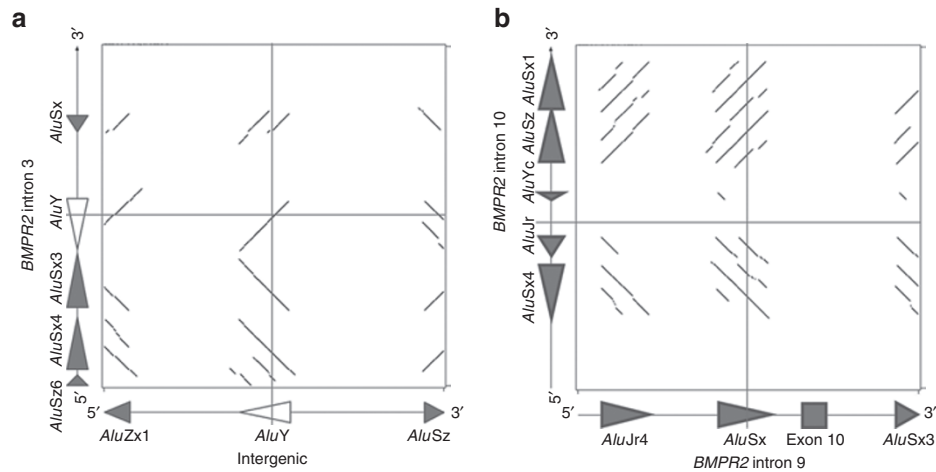 a
3′
AluSx
AluY
AluSx3
AluSx4
AluSz6
5′
BMPR2 intron 3
5′
3′
AluZx1
AluY
AluSz
Intergenic
b
3′
AluSx1
AluSz
AluYc
AluJr
AluSx4
5′
BMPR2 intron 10
5′
3′
AluJr4
AluSx
Exon 10
AluSx3
BMPR2 intron 9